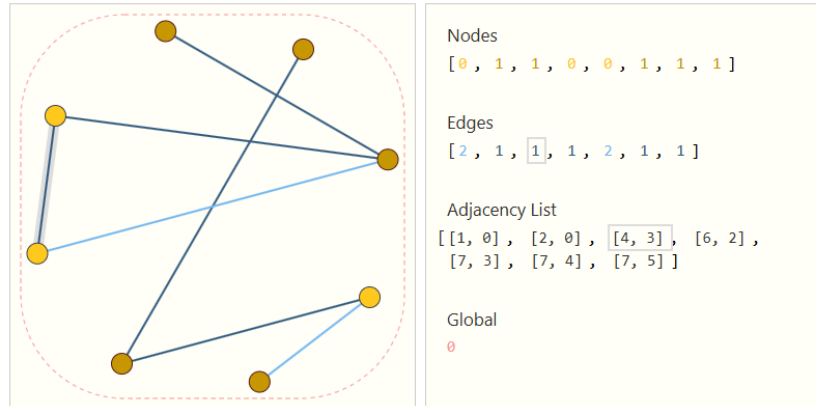 Nodes
[0 , 1 , 1 , 0 , 0 , 1 , 1 , 1 ]
Edges
[2 , 1 , 1 , 1 , 2 , 1 , 1 ]
Adjacency List
[[1, 0] , [2, 0] , [4, 3] , [6, 2] ,
[7, 3] , [7, 4] , [7, 5] ]
Global
0